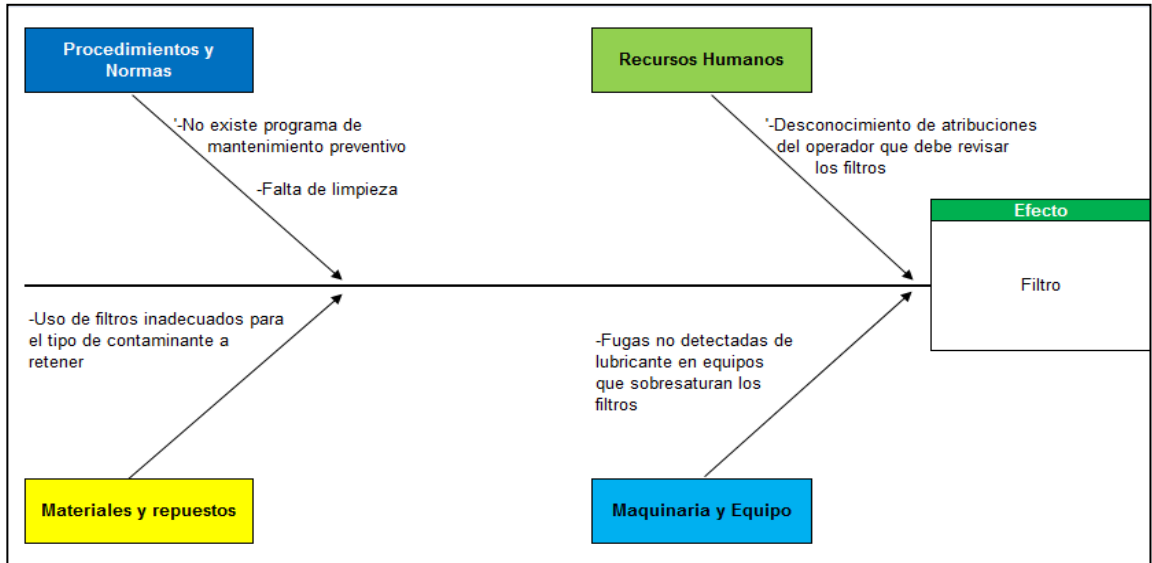 Procedimientos y
Normas
Recursos Humanos
'-No existe programa de
mantenimiento preventivo
-Falta de limpieza
'-Desconocimiento de atribuciones
del operador que debe revisar
los filtros
Efecto
Filtro
-Uso de filtros inadecuados para
el tipo de contaminante a
retener
-Fugas no detectadas de
lubricante en equipos
que sobresaturan los
filtros
Materiales y repuestos
Maquinaria y Equipo